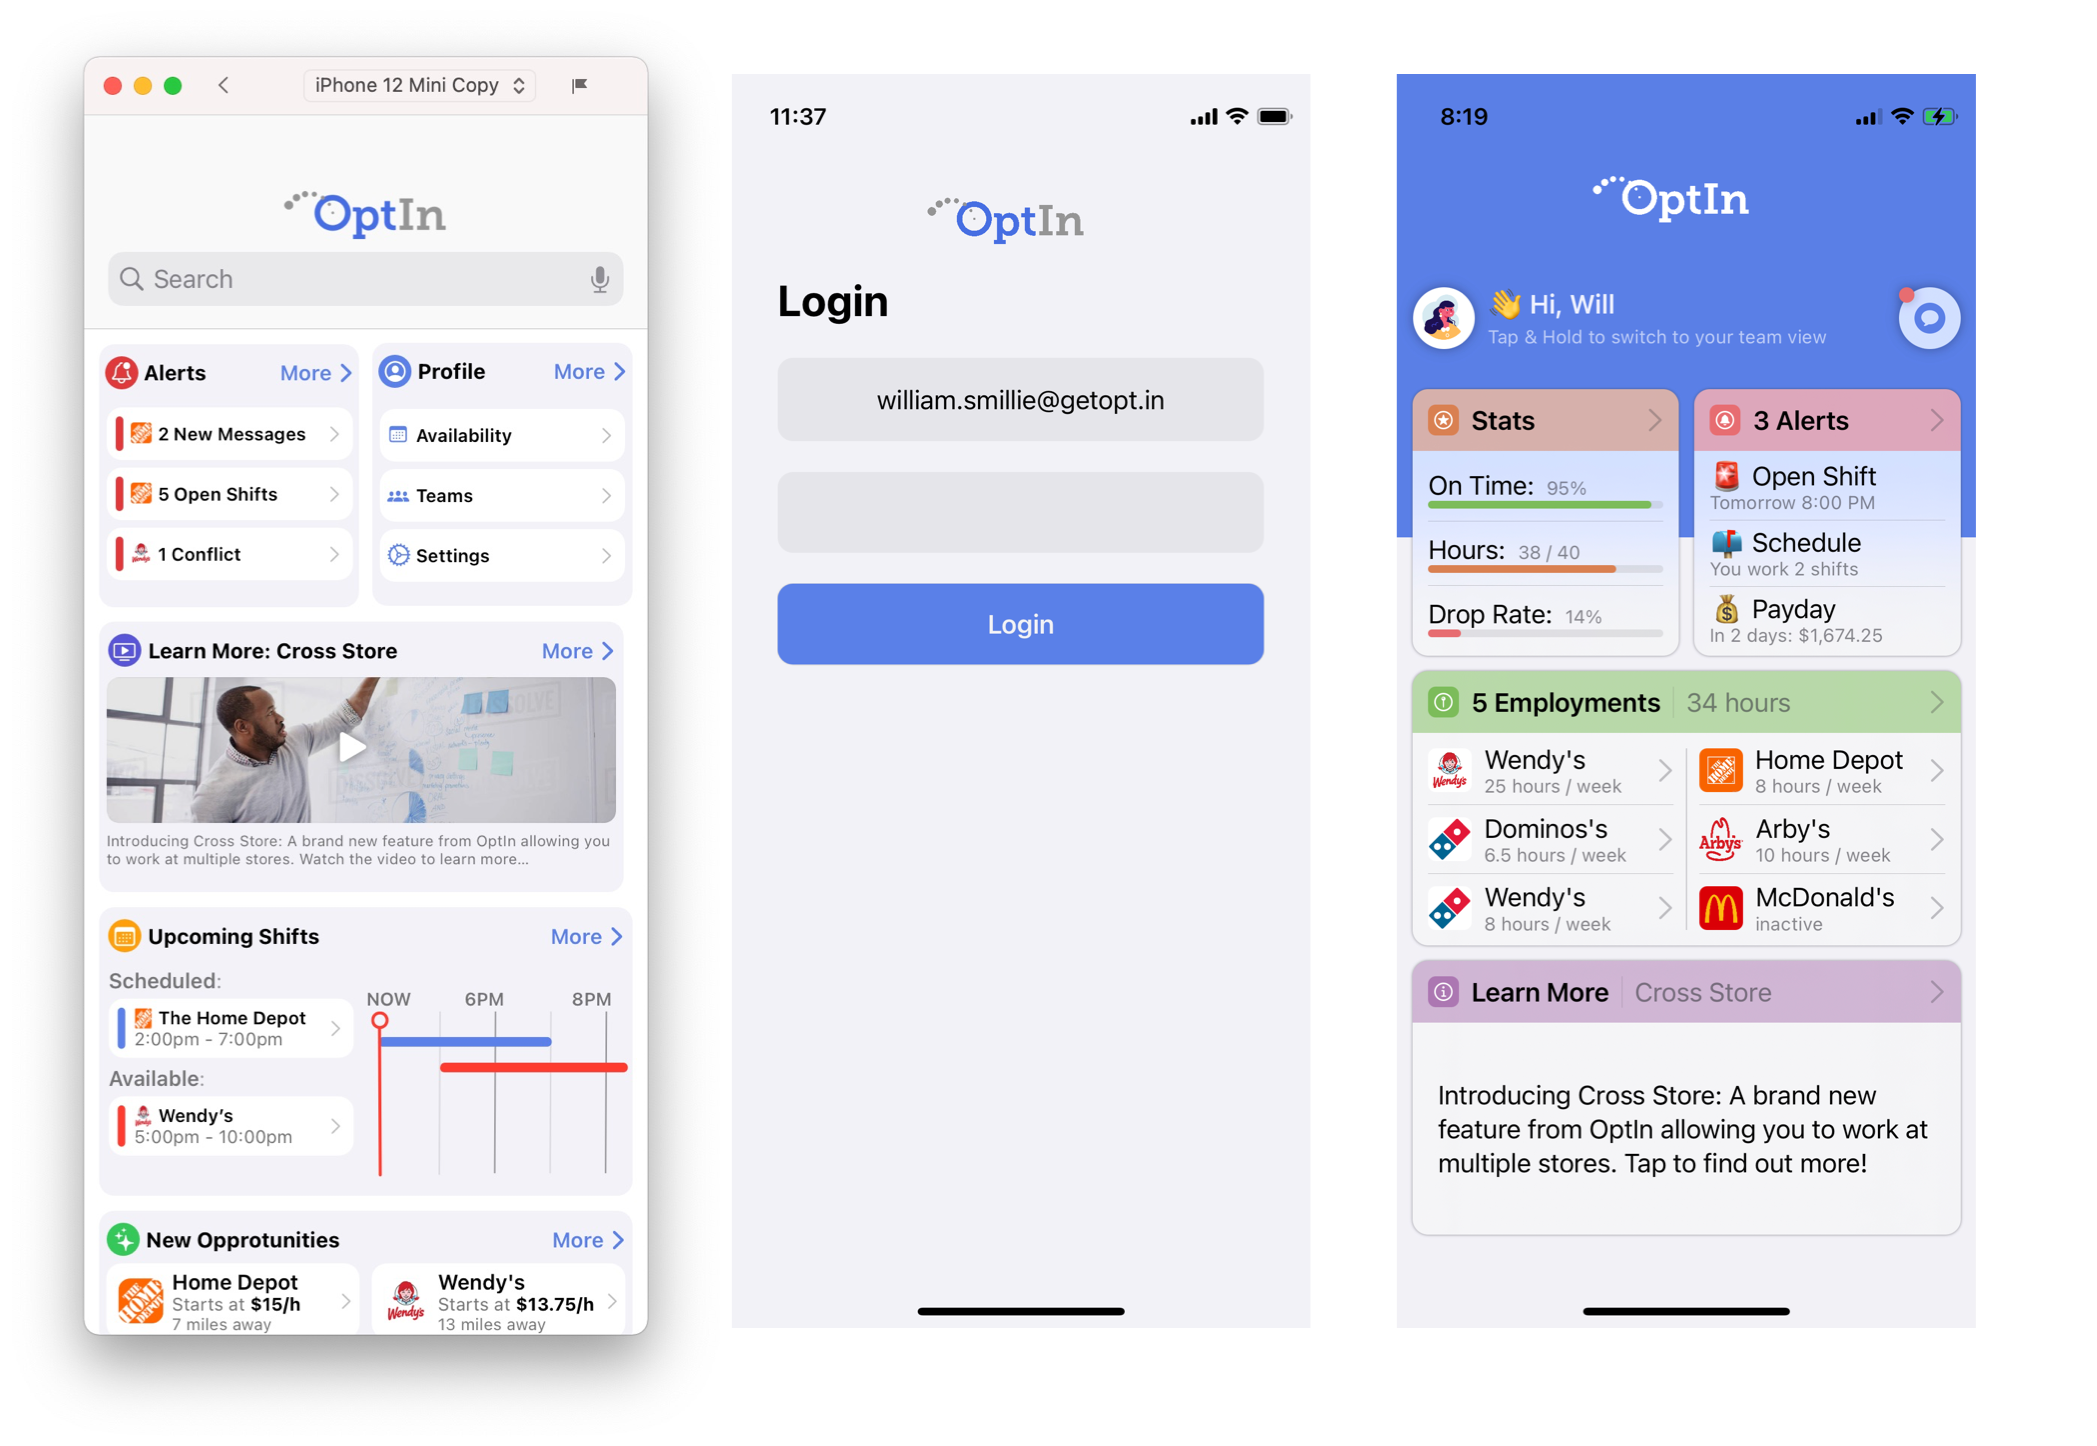 iPhone 12 Mini Copy
OptIn
Search
Alerts More
2 New Messages
5 Open Shifts
1 Conflict
Profile More
Availability
Teams
Settings
Learn More: Cross Store More
Introducing Cross Store: A brand new feature from OptIn allowing you
to work at multiple stores. Watch the video to learn more...
Upcoming Shifts More
Scheduled:
The Home Depot
2:00pm - 7:00pm
Available:
Wendy's
5:00pm - 10:00pm
NOW 6PM 8PM
New Opprotunities More
THE HOME DEPOT
Home Depot
Starts at $15/h
7 miles away
Wendy's
Wendy's
Starts at $13.75/h
13 miles away
11:37
OptIn
Login
william.smillie@getopt.in
Login
8:19
OptIn
👋 Hi, Will
Tap & Hold to switch to your team view
Stats
On Time: 95%
Hours: 38 / 40
Drop Rate: 14%
3 Alerts
Open Shift
Tomorrow 8:00 PM
Schedule
You work 2 shifts
Payday
In 2 days: $1,674.25
5 Employments 34 hours
Wendy's
Wendy's
25 hours / week
Dominos's
6.5 hours / week
Wendy's
8 hours / week
Home Depot
8 hours / week
Arby's
Arby's
10 hours / week
McDonald's
inactive
Learn More Cross Store
Introducing Cross Store: A brand new
feature from OptIn allowing you to work at
multiple stores. Tap to find out more!